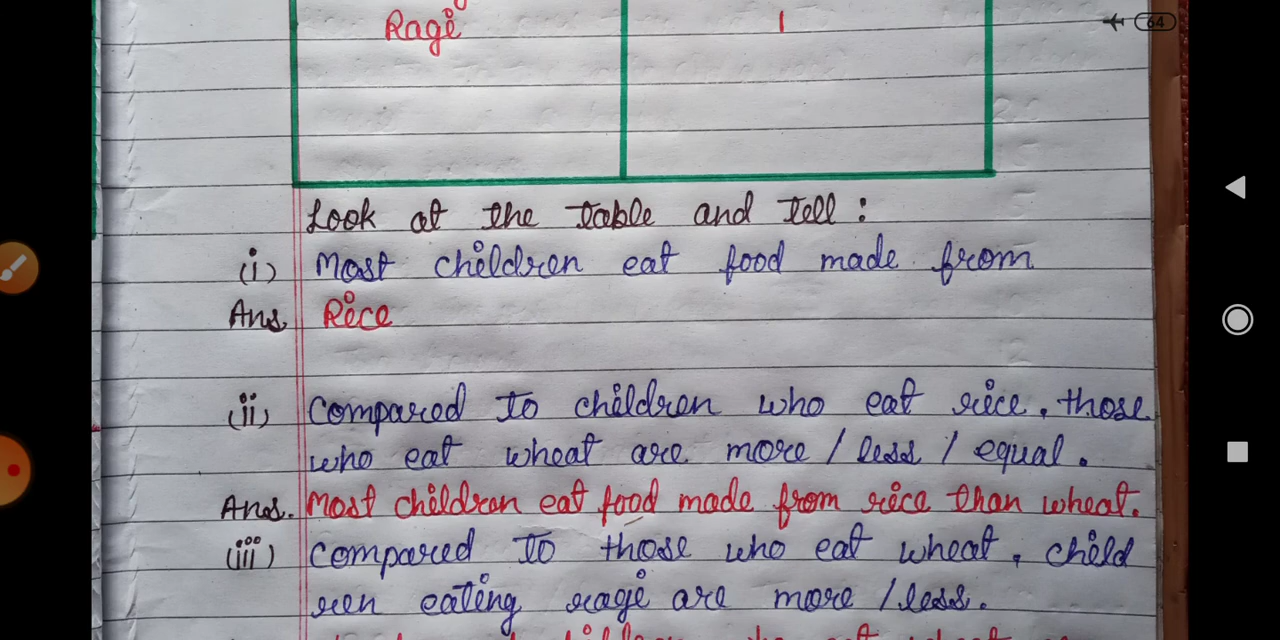 Ragi 1
64
Look at the table and tell :
(i) Most children eat food made from
Ans. Rice
(ii) Compared to children who eat rice, those
who eat wheat are more / less / equal.
Ans. Most children eat food made from rice than wheat.
(iii) Compared to those who eat wheat, child
ren eating ragi are more / less.